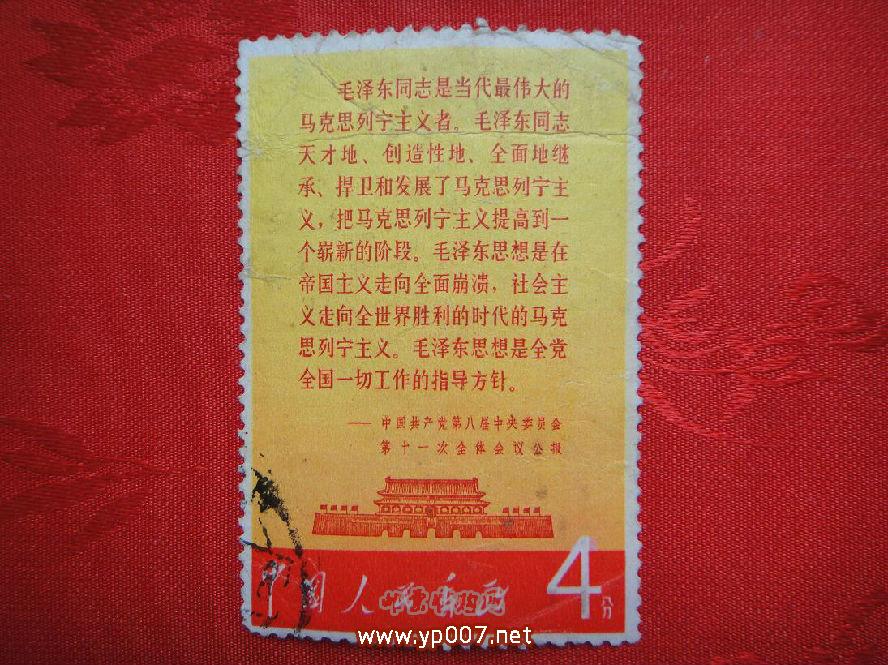 毛泽东同志是当代最伟大的
马克思列宁主义者。毛泽东同志
天才地、创造性地、全面地继
承、捍卫和发展了马克思列宁主
义，把马克思列宁主义提高到一
个崭新的阶段。毛泽东思想是在
帝国主义走向全面崩溃，社会主
义走向全世界胜利的时代的马克
思列宁主义。毛泽东思想是全党
全国一切工作的指导方针。
——中国共产党第八届中央委员会
第十一次全体会议公报
中国人民邮政 4分
www.yp007.net